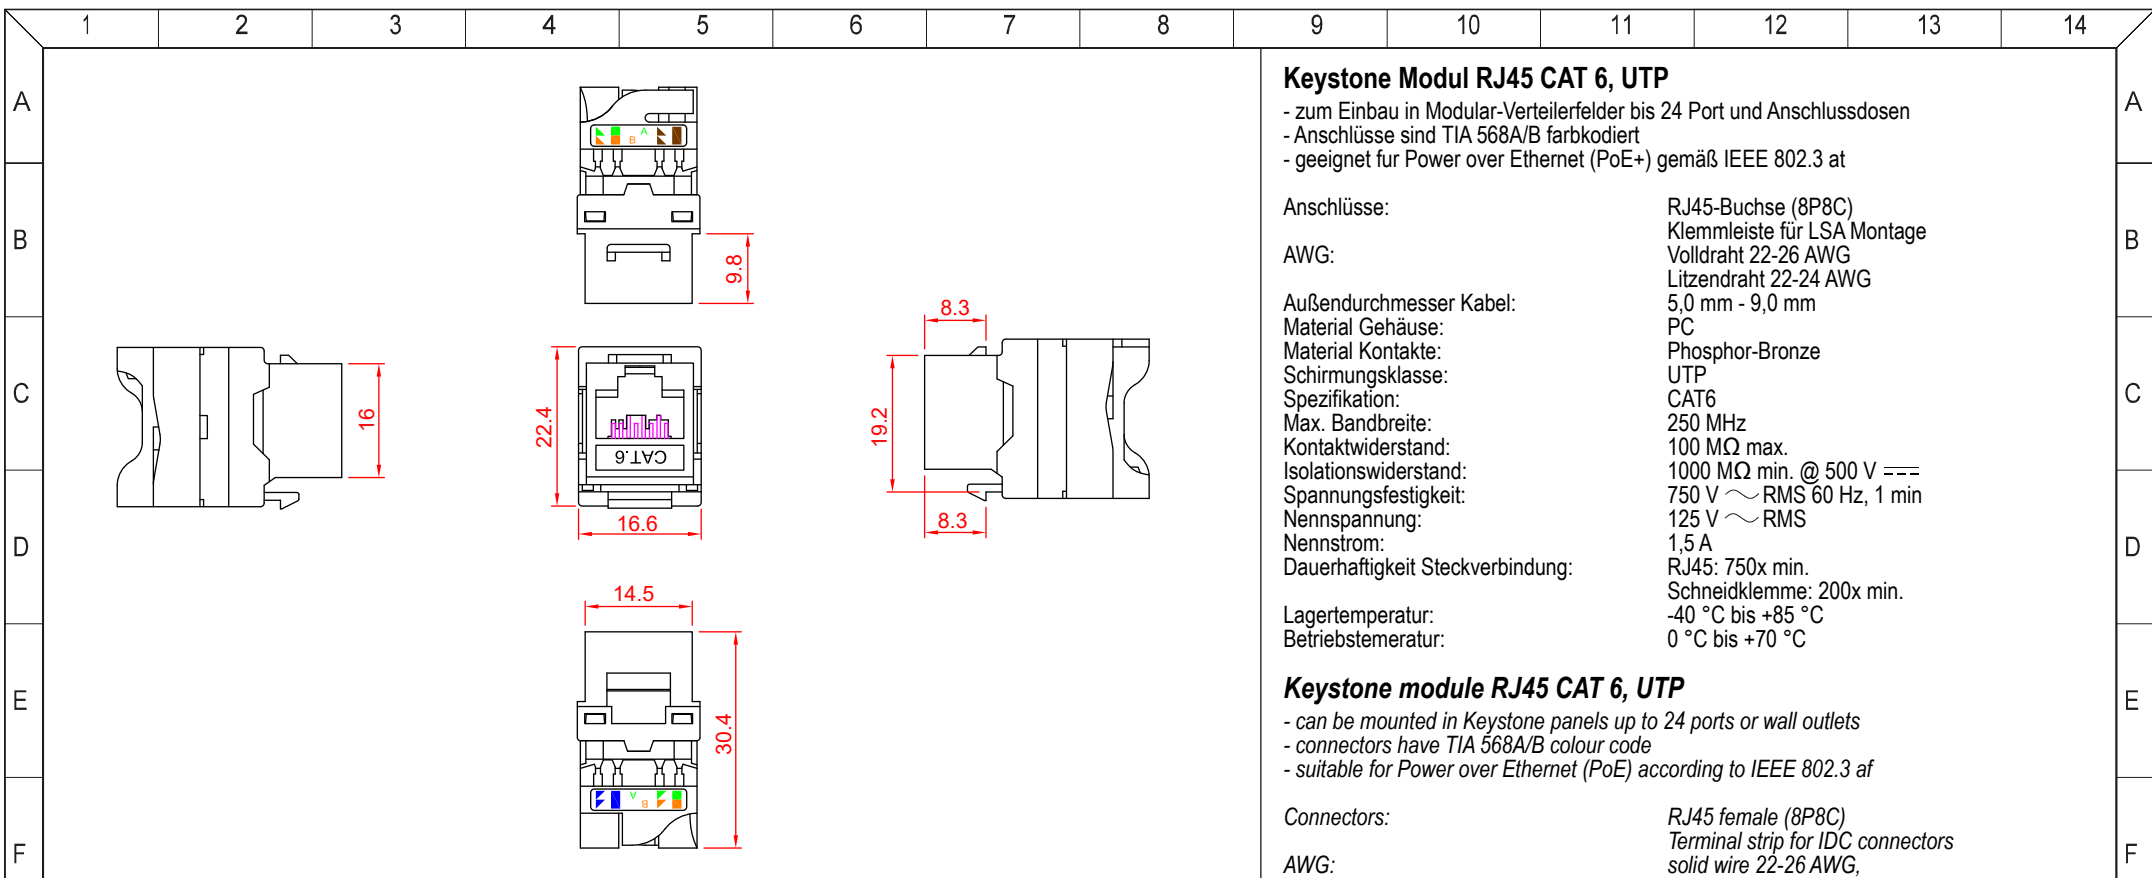 1 2 3 4 5 6 7 8 9 10 11 12 13 14
A A
B B
C C
D D
E E
F F
A
B
9.8
16
22.4
CAT.6
16.6
8.3
19.2
8.3
14.5
30.4
A
B
Keystone Modul RJ45 CAT 6, UTP
- zum Einbau in Modular-Verteilerfelder bis 24 Port und Anschlussdosen
- Anschlüsse sind TIA 568A/B farbkodiert
- geeignet fur Power over Ethernet (PoE+) gemäß IEEE 802.3 at
Anschlüsse: RJ45-Buchse (8P8C)
Klemmleiste für LSA Montage
AWG: Volldraht 22-26 AWG
Litzendraht 22-24 AWG
Außendurchmesser Kabel: 5,0 mm - 9,0 mm
Material Gehäuse: PC
Material Kontakte: Phosphor-Bronze
Schirmungsklasse: UTP
Spezifikation: CAT6
Max. Bandbreite: 250 MHz
Kontaktwiderstand: 100 MΩ max.
Isolationswiderstand: 1000 MΩ min. @ 500 V ⎓
Spannungsfestigkeit: 750 V ～ RMS 60 Hz, 1 min
Nennspannung: 125 V ～ RMS
Nennstrom: 1,5 A
Dauerhaftigkeit Steckverbindung: RJ45: 750x min.
Schneidklemme: 200x min.
Lagertemperatur: -40 °C bis +85 °C
Betriebstemeratur: 0 °C bis +70 °C
Keystone module RJ45 CAT 6, UTP
- can be mounted in Keystone panels up to 24 ports or wall outlets
- connectors have TIA 568A/B colour code
- suitable for Power over Ethernet (PoE) according to IEEE 802.3 af
Connectors: RJ45 female (8P8C)
Terminal strip for IDC connectors
AWG: solid wire 22-26 AWG,